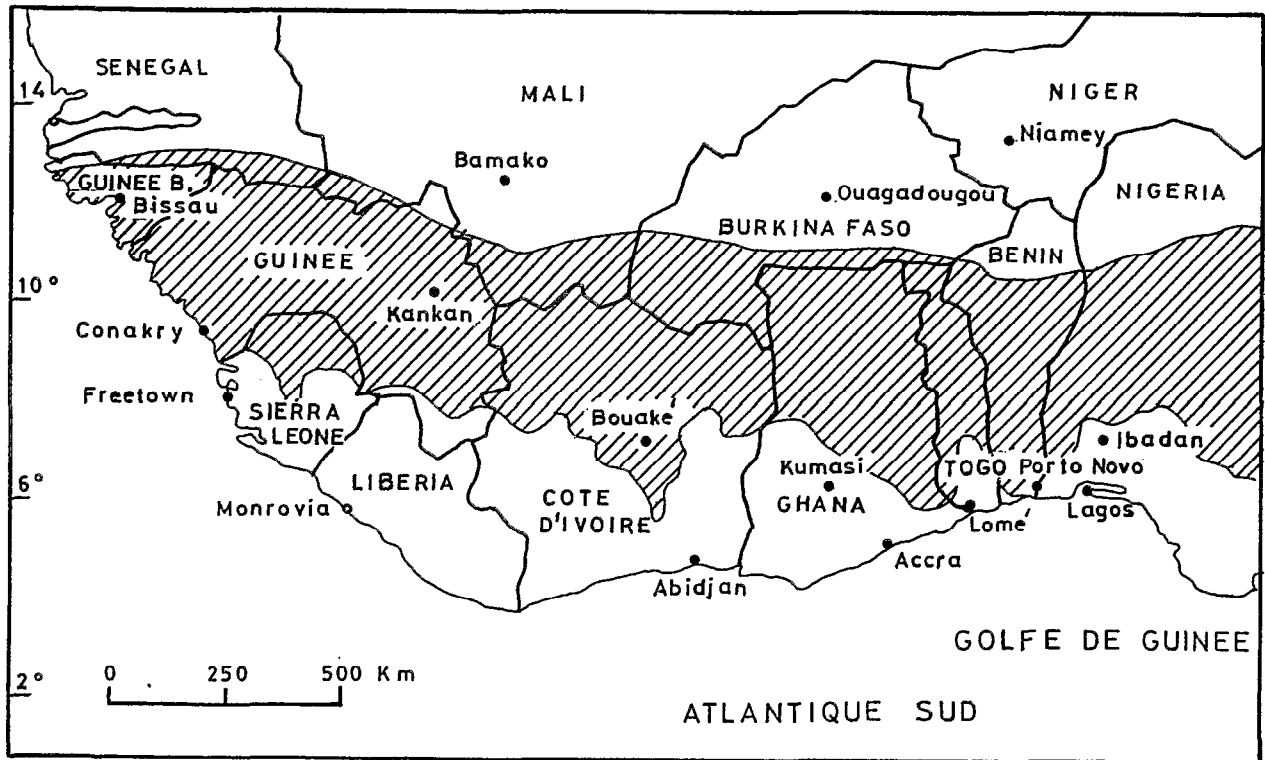 SENEGAL
14
MALI
NIGER
Niamey
Bamako
GUINEE B.
Bissau
Ouagadougou
NIGERIA
BURKINA FASO
BENIN
GUINEE
10°
Kankan
Conakry
Freetown
SIERRA
LEONE
Bouaké
Ibadan
Kumasi
TOGO
Porto Novo
6°
LIBERIA
COTE
D'IVOIRE
GHANA
Monrovia
Lomé
Lagos
Accra
Abidjan
GOLFE DE GUINEE
0 250 500 Km
2°
ATLANTIQUE SUD